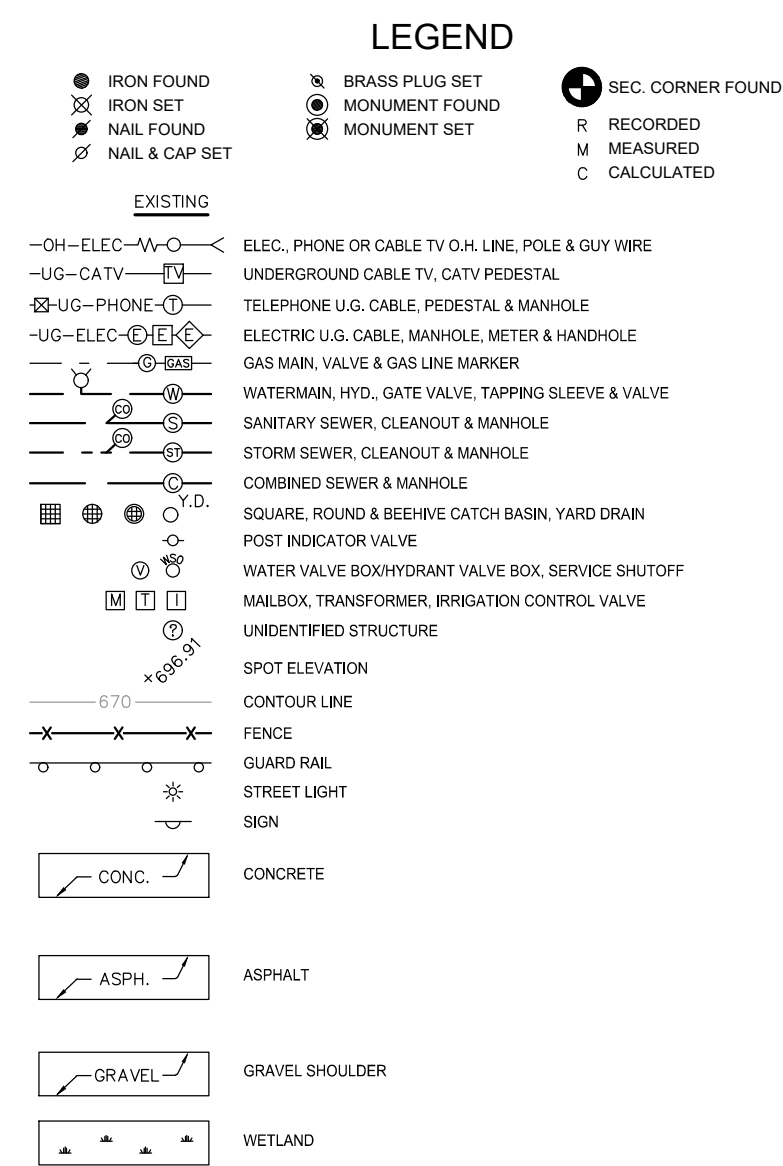 LEGEND
IRON FOUND
IRON SET
NAIL FOUND
NAIL & CAP SET
BRASS PLUG SET
MONUMENT FOUND
MONUMENT SET
SEC. CORNER FOUND
R RECORDED
M MEASURED
C CALCULATED
EXISTING
OH-ELEC ELEC., PHONE OR CABLE TV O.H. LINE, POLE & GUY WIRE
UG-CATV TV UNDERGROUND CABLE TV, CATV PEDESTAL
UG-PHONE T TELEPHONE U.G. CABLE, PEDESTAL & MANHOLE
UG-ELEC E E E ELECTRIC U.G. CABLE, MANHOLE, METER & HANDHOLE
G GAS GAS MAIN, VALVE & GAS LINE MARKER
W WATERMAIN, HYD., GATE VALVE, TAPPING SLEEVE & VALVE
CO S SANITARY SEWER, CLEANOUT & MANHOLE
CO ST STORM SEWER, CLEANOUT & MANHOLE
C COMBINED SEWER & MANHOLE
Y.D. SQUARE, ROUND & BEEHIVE CATCH BASIN, YARD DRAIN
POST INDICATOR VALVE
V WSO WATER VALVE BOX/HYDRANT VALVE BOX, SERVICE SHUTOFF
M T I MAILBOX, TRANSFORMER, IRRIGATION CONTROL VALVE
? UNIDENTIFIED STRUCTURE
×696.91 SPOT ELEVATION
670 CONTOUR LINE
X X X FENCE
GUARD RAIL
STREET LIGHT
SIGN
CONC. CONCRETE
ASPH. ASPHALT
GRAVEL GRAVEL SHOULDER
WETLAND